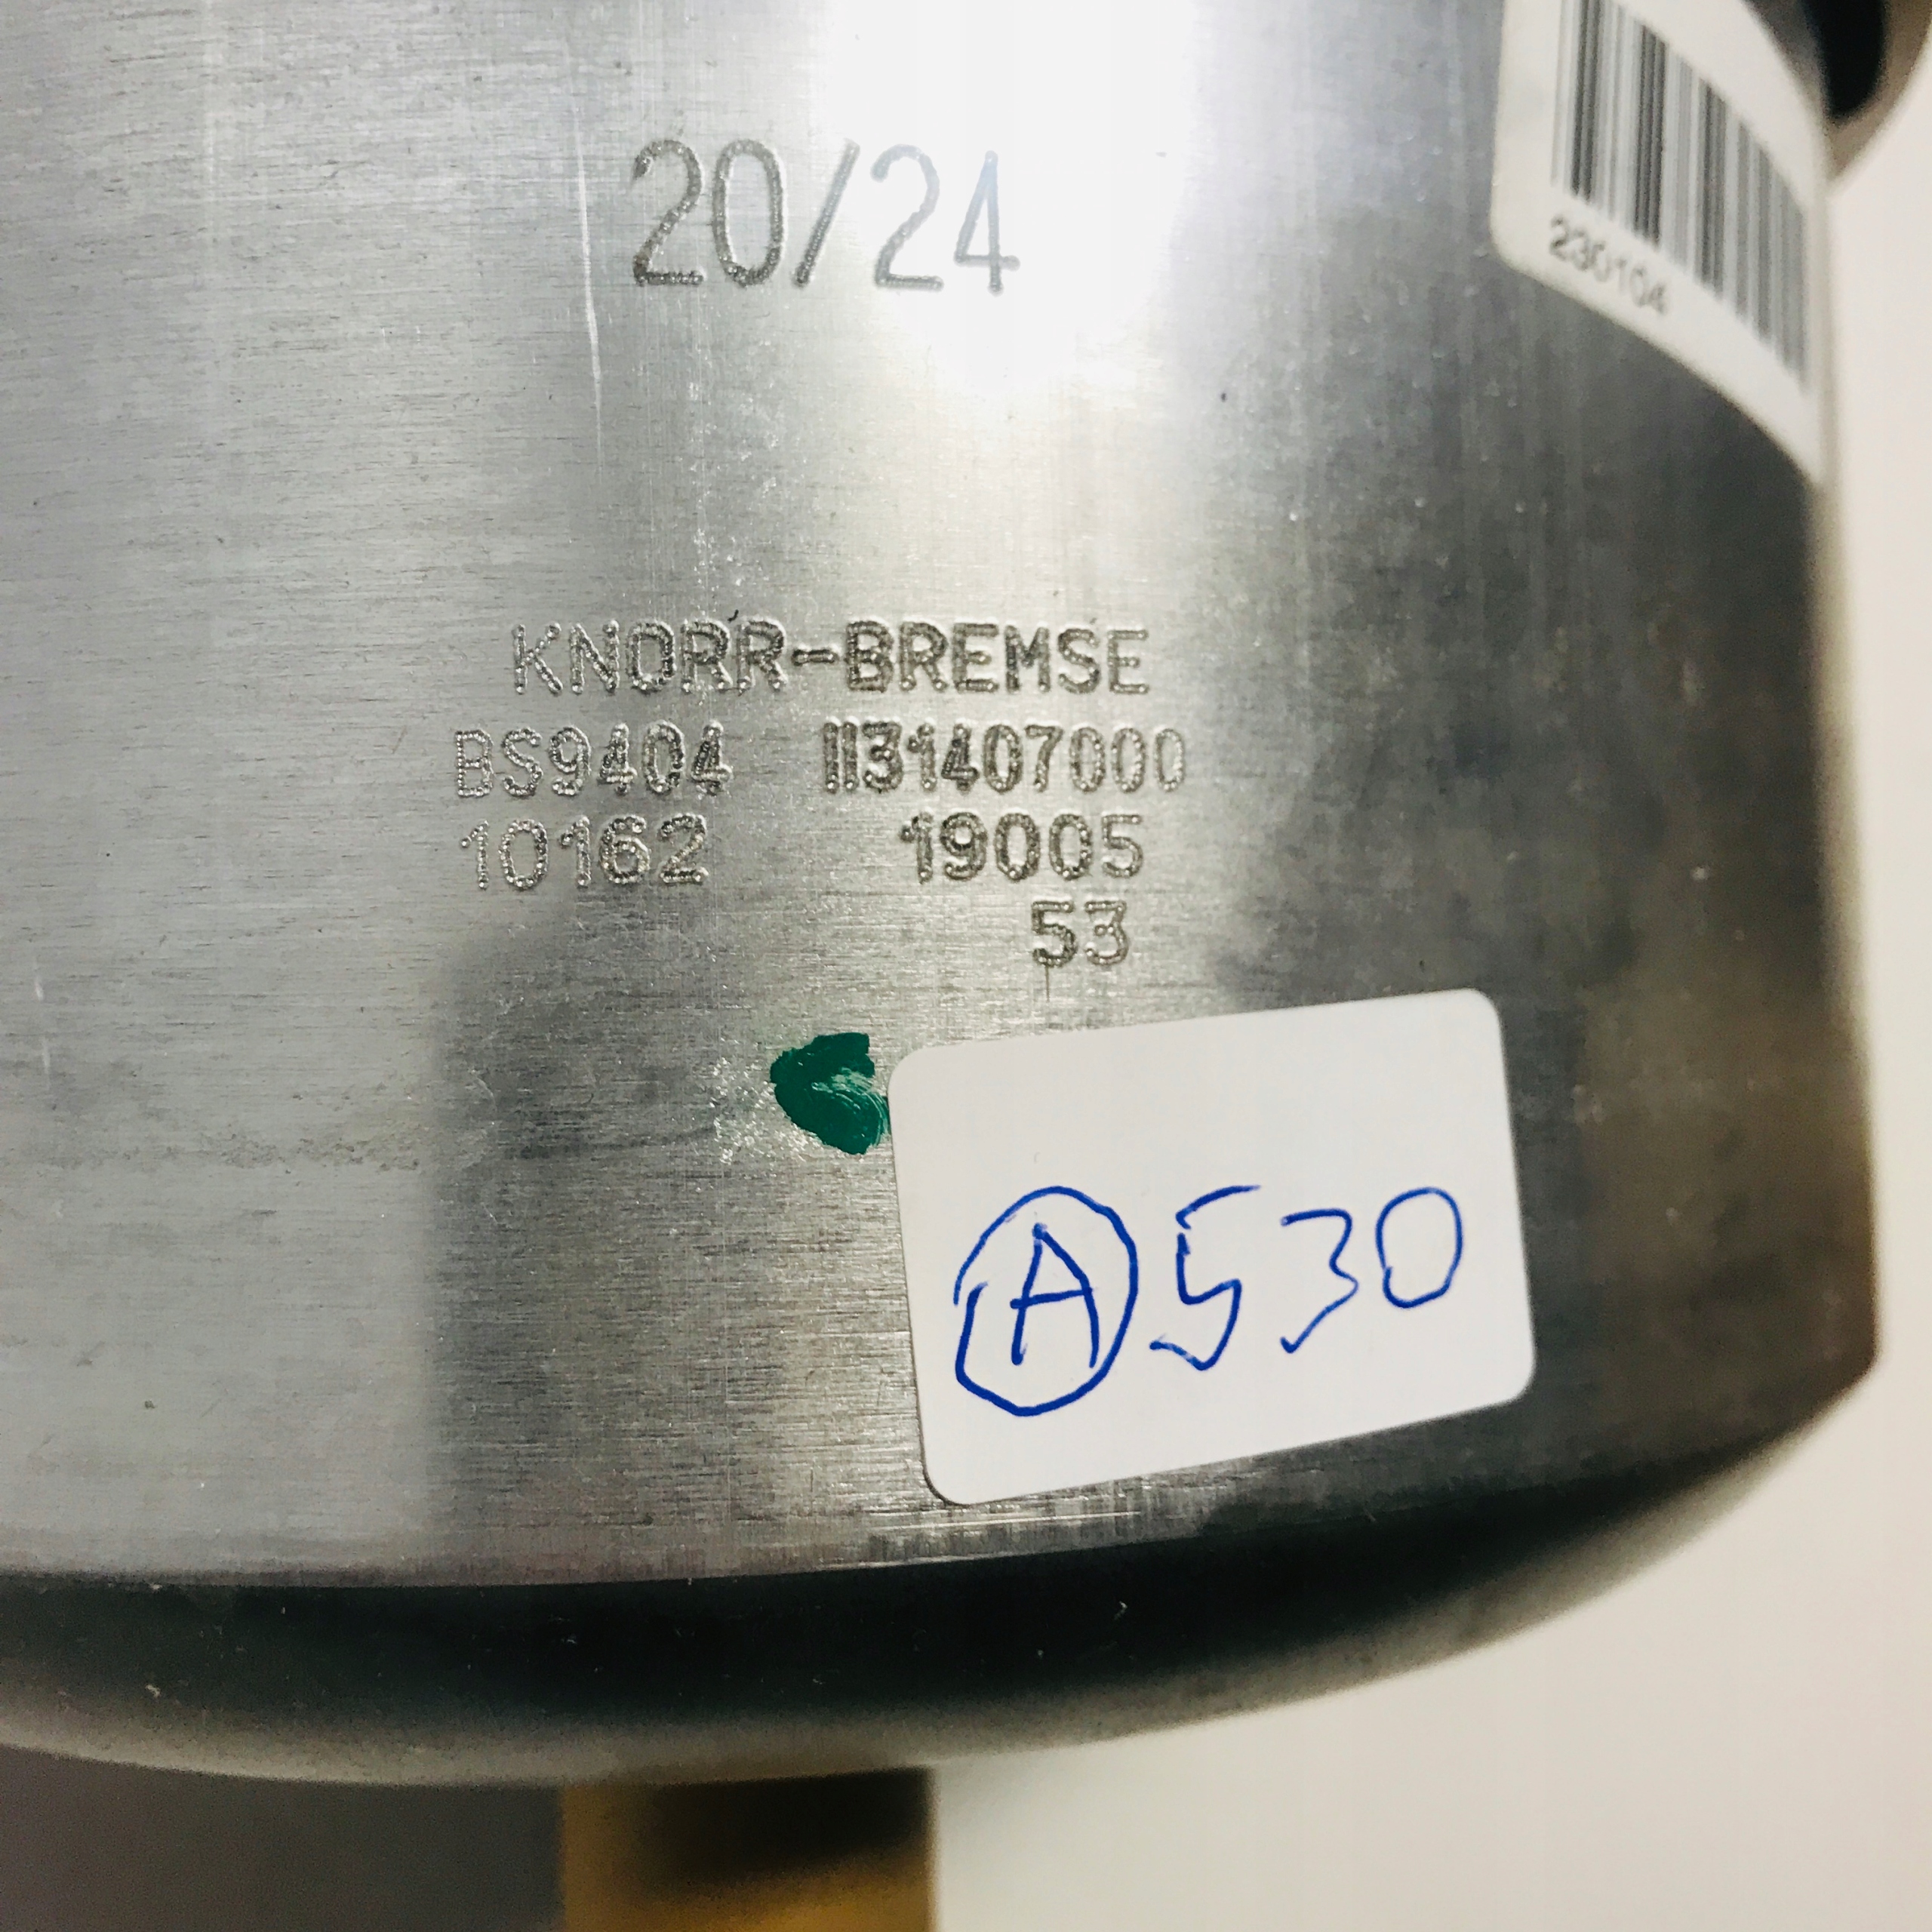 20/24
230104
KNORR-BREMSE
BS9404 II31407000
10162 19005
53
A 530